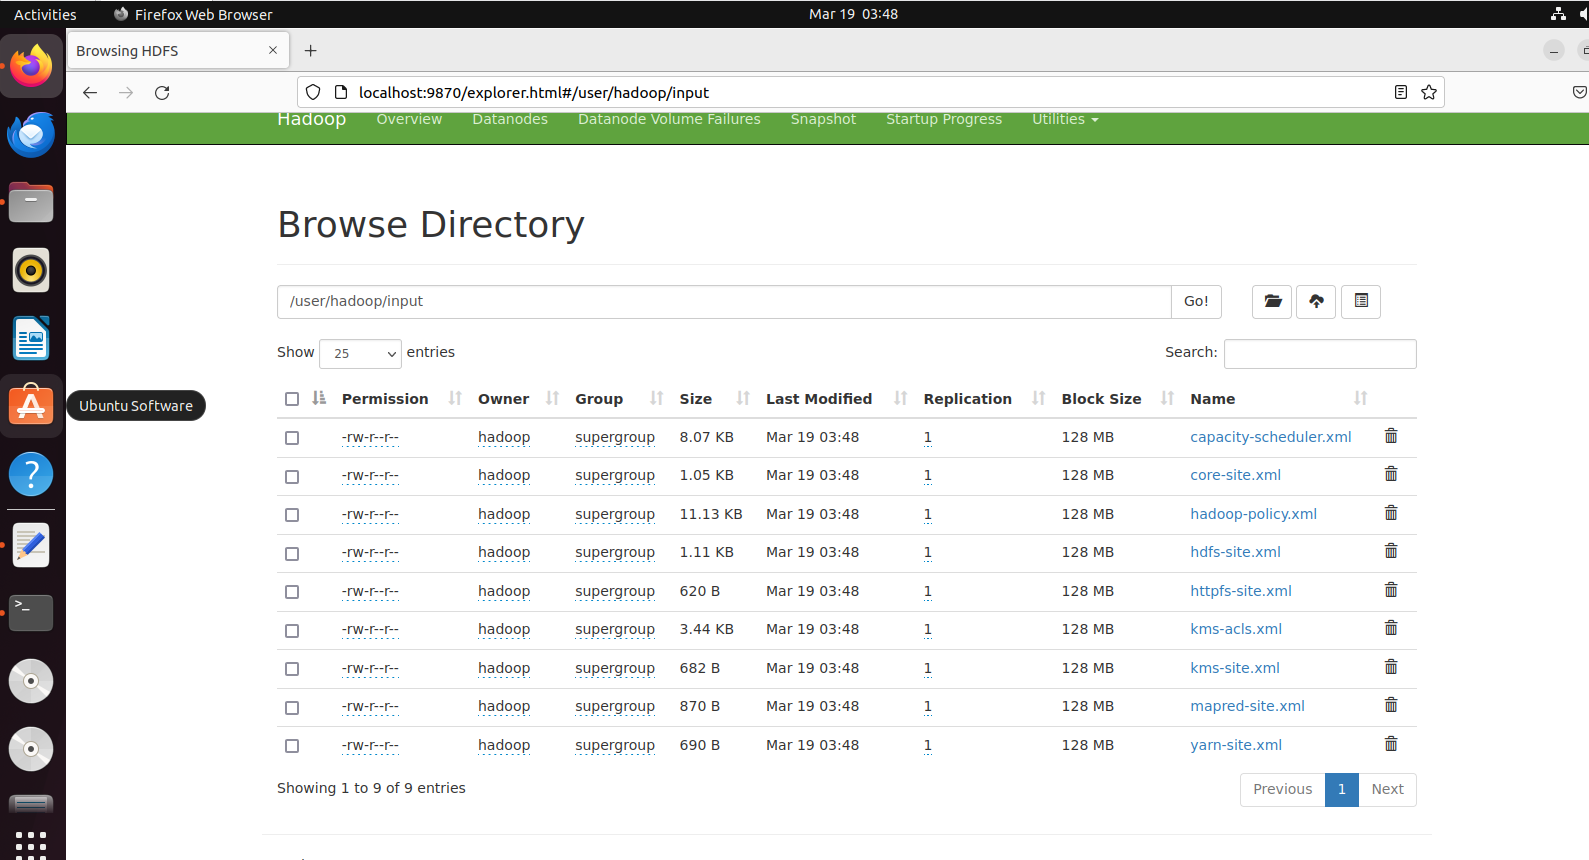 Activities Firefox Web Browser Mar 19 03:48
Browsing HDFS
localhost:9870/explorer.html#/user/hadoop/input
Hadoop Overview Datanodes Datanode Volume Failures Snapshot Startup Progress Utilities
Browse Directory
/user/hadoop/input Go!
Show 25 entries Search:
Permission Owner Group Size Last Modified Replication Block Size Name
Ubuntu Software
-rw-r--r-- hadoop supergroup 8.07 KB Mar 19 03:48 1 128 MB capacity-scheduler.xml
-rw-r--r-- hadoop supergroup 1.05 KB Mar 19 03:48 1 128 MB core-site.xml
-rw-r--r-- hadoop supergroup 11.13 KB Mar 19 03:48 1 128 MB hadoop-policy.xml
-rw-r--r-- hadoop supergroup 1.11 KB Mar 19 03:48 1 128 MB hdfs-site.xml
-rw-r--r-- hadoop supergroup 620 B Mar 19 03:48 1 128 MB httpfs-site.xml
-rw-r--r-- hadoop supergroup 3.44 KB Mar 19 03:48 1 128 MB kms-acls.xml
-rw-r--r-- hadoop supergroup 682 B Mar 19 03:48 1 128 MB kms-site.xml
-rw-r--r-- hadoop supergroup 870 B Mar 19 03:48 1 128 MB mapred-site.xml
-rw-r--r-- hadoop supergroup 690 B Mar 19 03:48 1 128 MB yarn-site.xml
Showing 1 to 9 of 9 entries Previous 1 Next